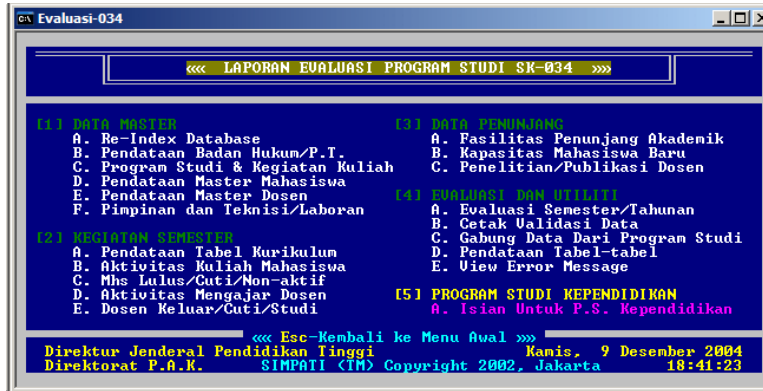 Evaluasi-034
<<< LAPORAN EVALUASI PROGRAM STUDI SK-034 >>>
[1] DATA MASTER
A. Re-Index Database
B. Pendataan Badan Hukum/P.T.
C. Program Studi & Kegiatan Kuliah
D. Pendataan Master Mahasiswa
E. Pendataan Master Dosen
F. Pimpinan dan Teknisi/Laboran
[2] KEGIATAN SEMESTER
A. Pendataan Tabel Kurikulum
B. Aktivitas Kuliah Mahasiswa
C. Mhs Lulus/Cuti/Non-aktif
D. Aktivitas Mengajar Dosen
E. Dosen Keluar/Cuti/Studi
[3] DATA PENUNJANG
A. Fasilitas Penunjang Akademik
B. Kapasitas Mahasiswa Baru
C. Penelitian/Publikasi Dosen
[4] EVALUASI DAN UTILITI
A. Evaluasi Semester/Tahunan
B. Cetak Validasi Data
C. Gabung Data Dari Program Studi
D. Pendataan Tabel-tabel
E. View Error Message
[5] PROGRAM STUDI KEPENDIDIKAN
A. Isian Untuk P.S. Kependidikan
<<< Esc-Kembali ke Menu Awal >>>
Direktur Jenderal Pendidikan Tinggi Kamis, 9 Desember 2004
Direktorat P.A.K. SIMPATI (TM) Copyright 2002, Jakarta 18:41:23